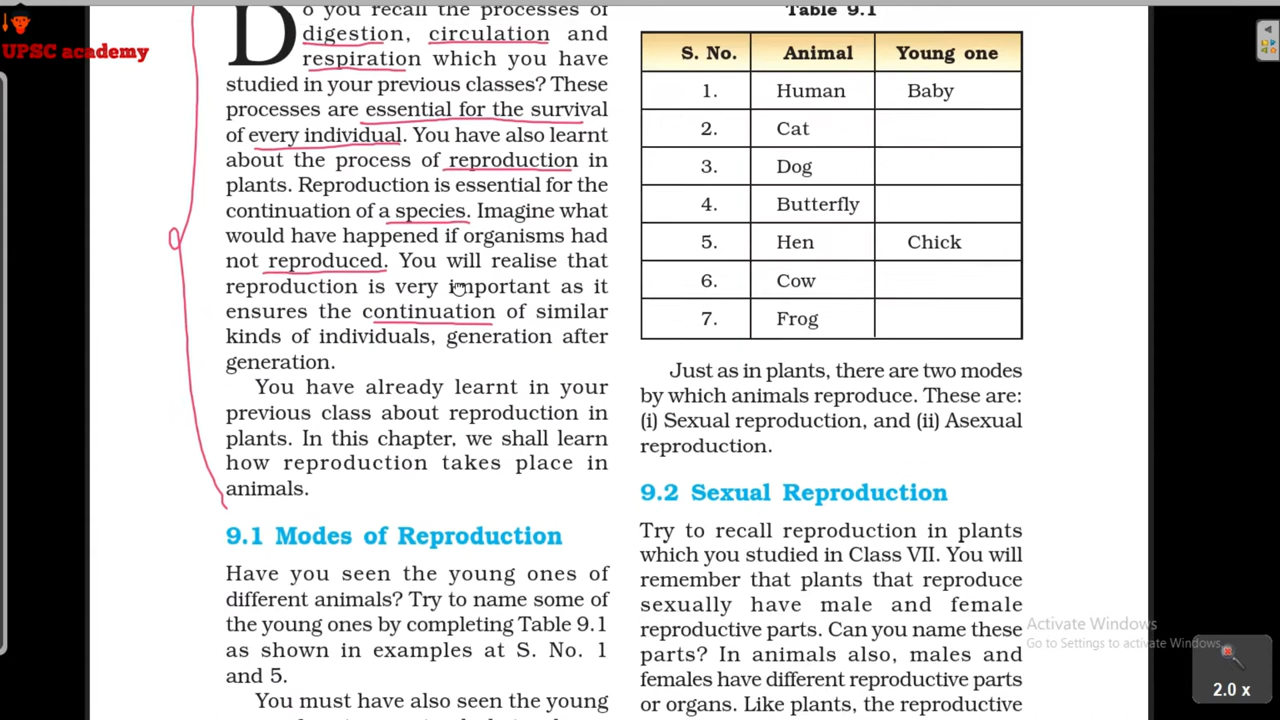 UPSC academy
Do you recall the processes of
digestion, circulation and
respiration which you have
studied in your previous classes? These
processes are essential for the survival
of every individual. You have also learnt
about the process of reproduction in
plants. Reproduction is essential for the
continuation of a species. Imagine what
would have happened if organisms had
not reproduced. You will realise that
reproduction is very important as it
ensures the continuation of similar
kinds of individuals, generation after
generation.
You have already learnt in your
previous class about reproduction in
plants. In this chapter, we shall learn
how reproduction takes place in
animals.
9.1 Modes of Reproduction
Have you seen the young ones of
different animals? Try to name some of
the young ones by completing Table 9.1
as shown in examples at S. No. 1
and 5.
You must have also seen the young
Table 9.1
S. No. Animal Young one
1. Human Baby
2. Cat
3. Dog
4. Butterfly
5. Hen Chick
6. Cow
7. Frog
Just as in plants, there are two modes
by which animals reproduce. These are:
(i) Sexual reproduction, and (ii) Asexual
reproduction.
9.2 Sexual Reproduction
Try to recall reproduction in plants
which you studied in Class VII. You will
remember that plants that reproduce
sexually have male and female
reproductive parts. Can you name these
parts? In animals also, males and
females have different reproductive parts
or organs. Like plants, the reproductive
Activate Windows
Go to Settings to activate Windows.
2.0 x